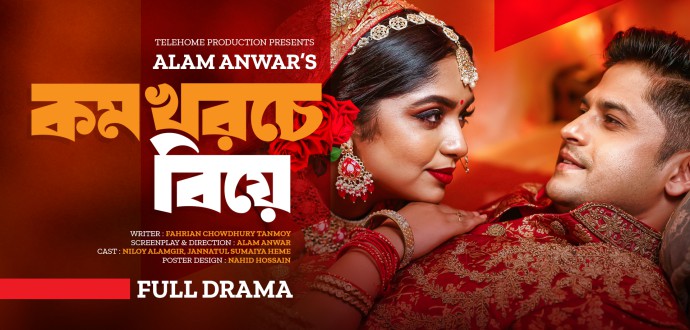 TELEHOME PRODUCTION PRESENTS
ALAM ANWAR'S
কম খরচে
বিয়ে
WRITER : FAHRIAN CHOWDHURY TANMOY
SCREENPLAY & DIRECTION : ALAM ANWAR
CAST : NILOY ALAMGIR, JANNATUL SUMAIYA HEME
POSTER DESIGN : NAHID HOSSAIN
FULL DRAMA